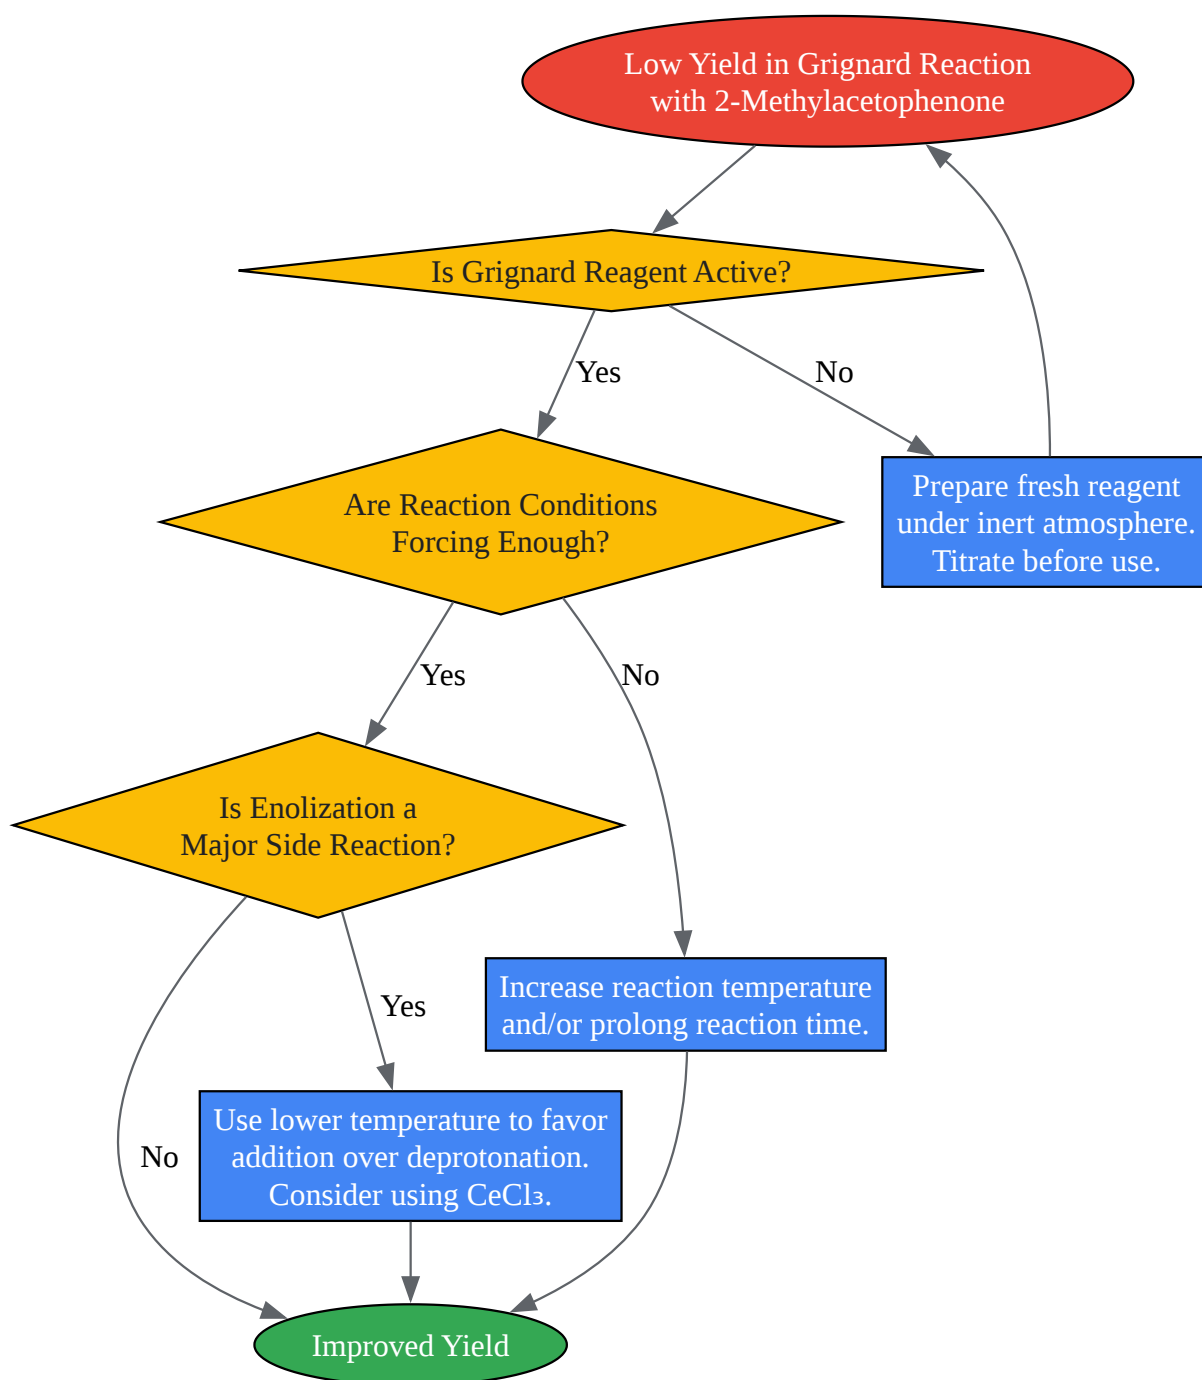 Low Yield in Grignard Reaction
with 2-Methylacetophenone
Is Grignard Reagent Active?
Yes
No
Are Reaction Conditions
Forcing Enough?
Prepare fresh reagent
under inert atmosphere.
Titrate before use.
Yes
No
Is Enolization a
Major Side Reaction?
Increase reaction temperature
and/or prolong reaction time.
Yes
No
Use lower temperature to favor
addition over deprotonation.
Consider using CeCl₃.
Improved Yield